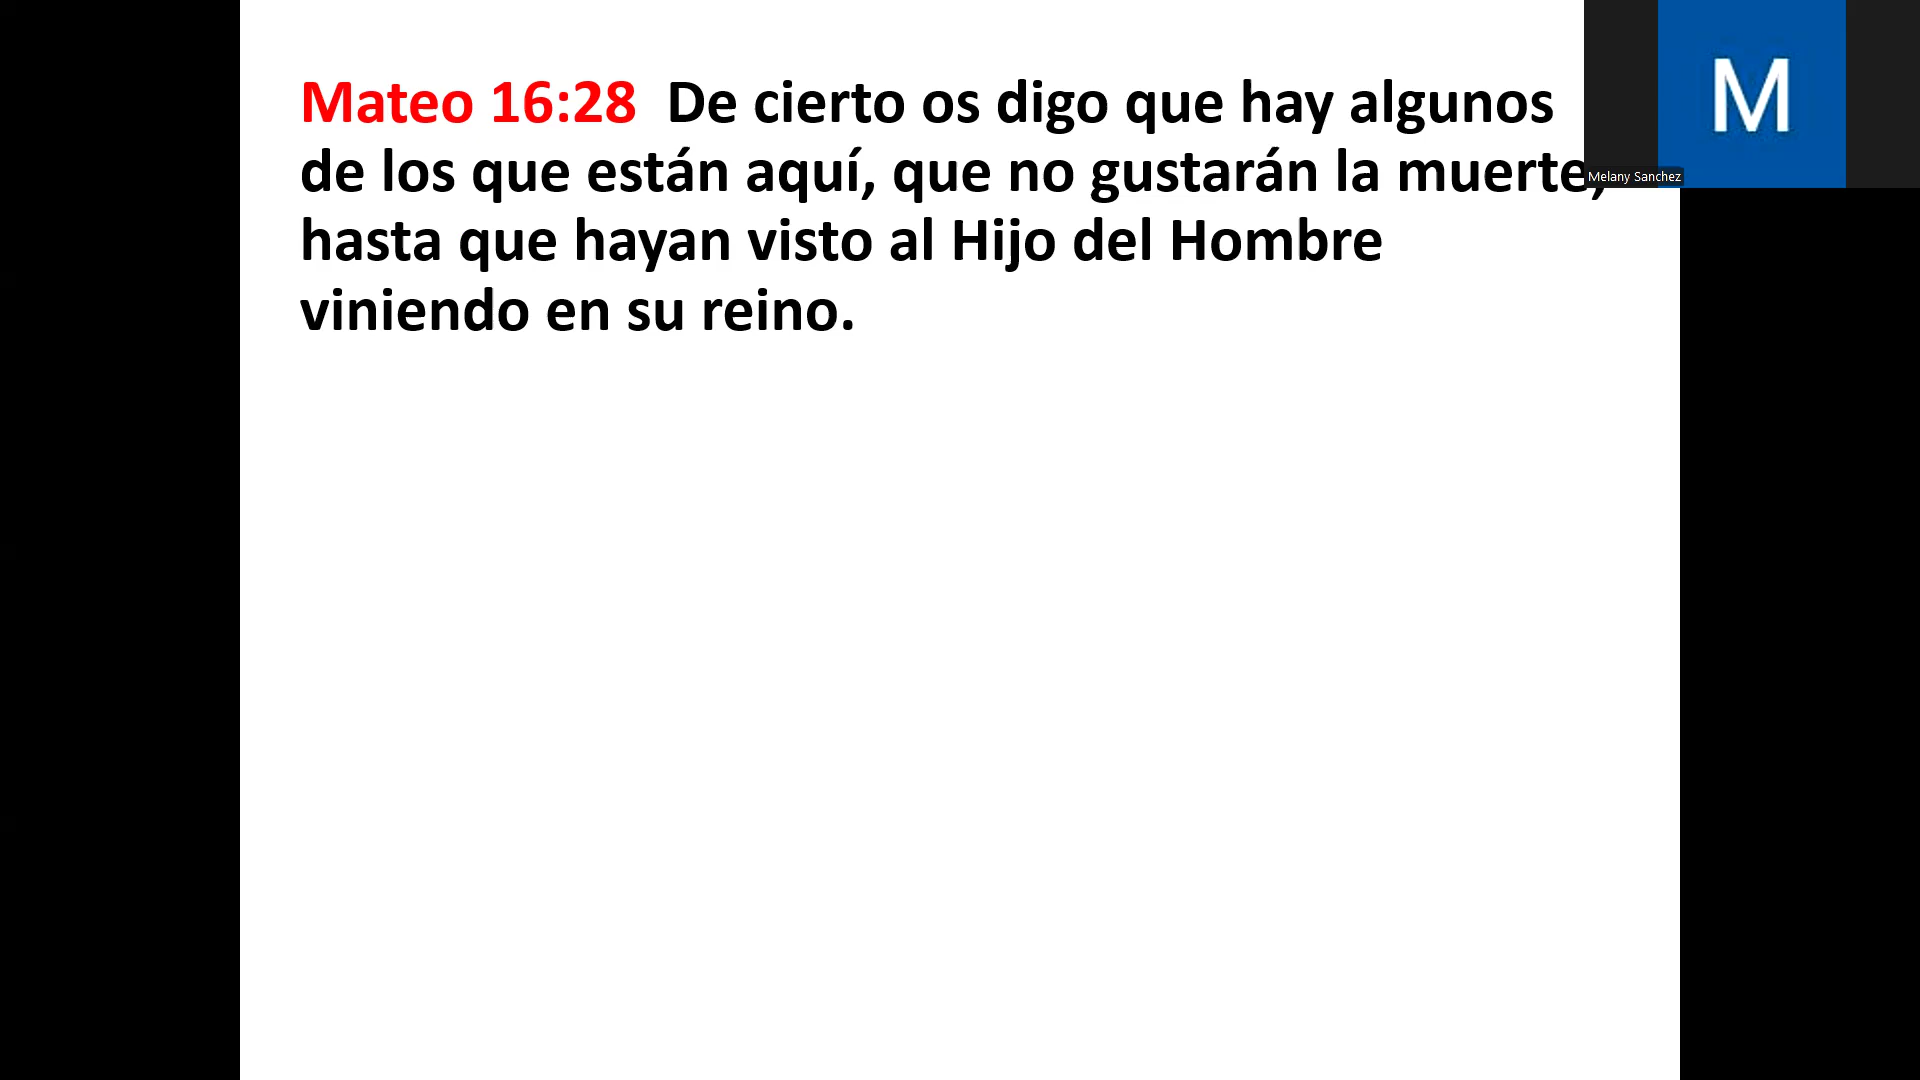 Mateo 16:28  De cierto os digo que hay algunos
de los que están aquí, que no gustarán la muerte,
hasta que hayan visto al Hijo del Hombre
viniendo en su reino.
M
Melany Sanchez